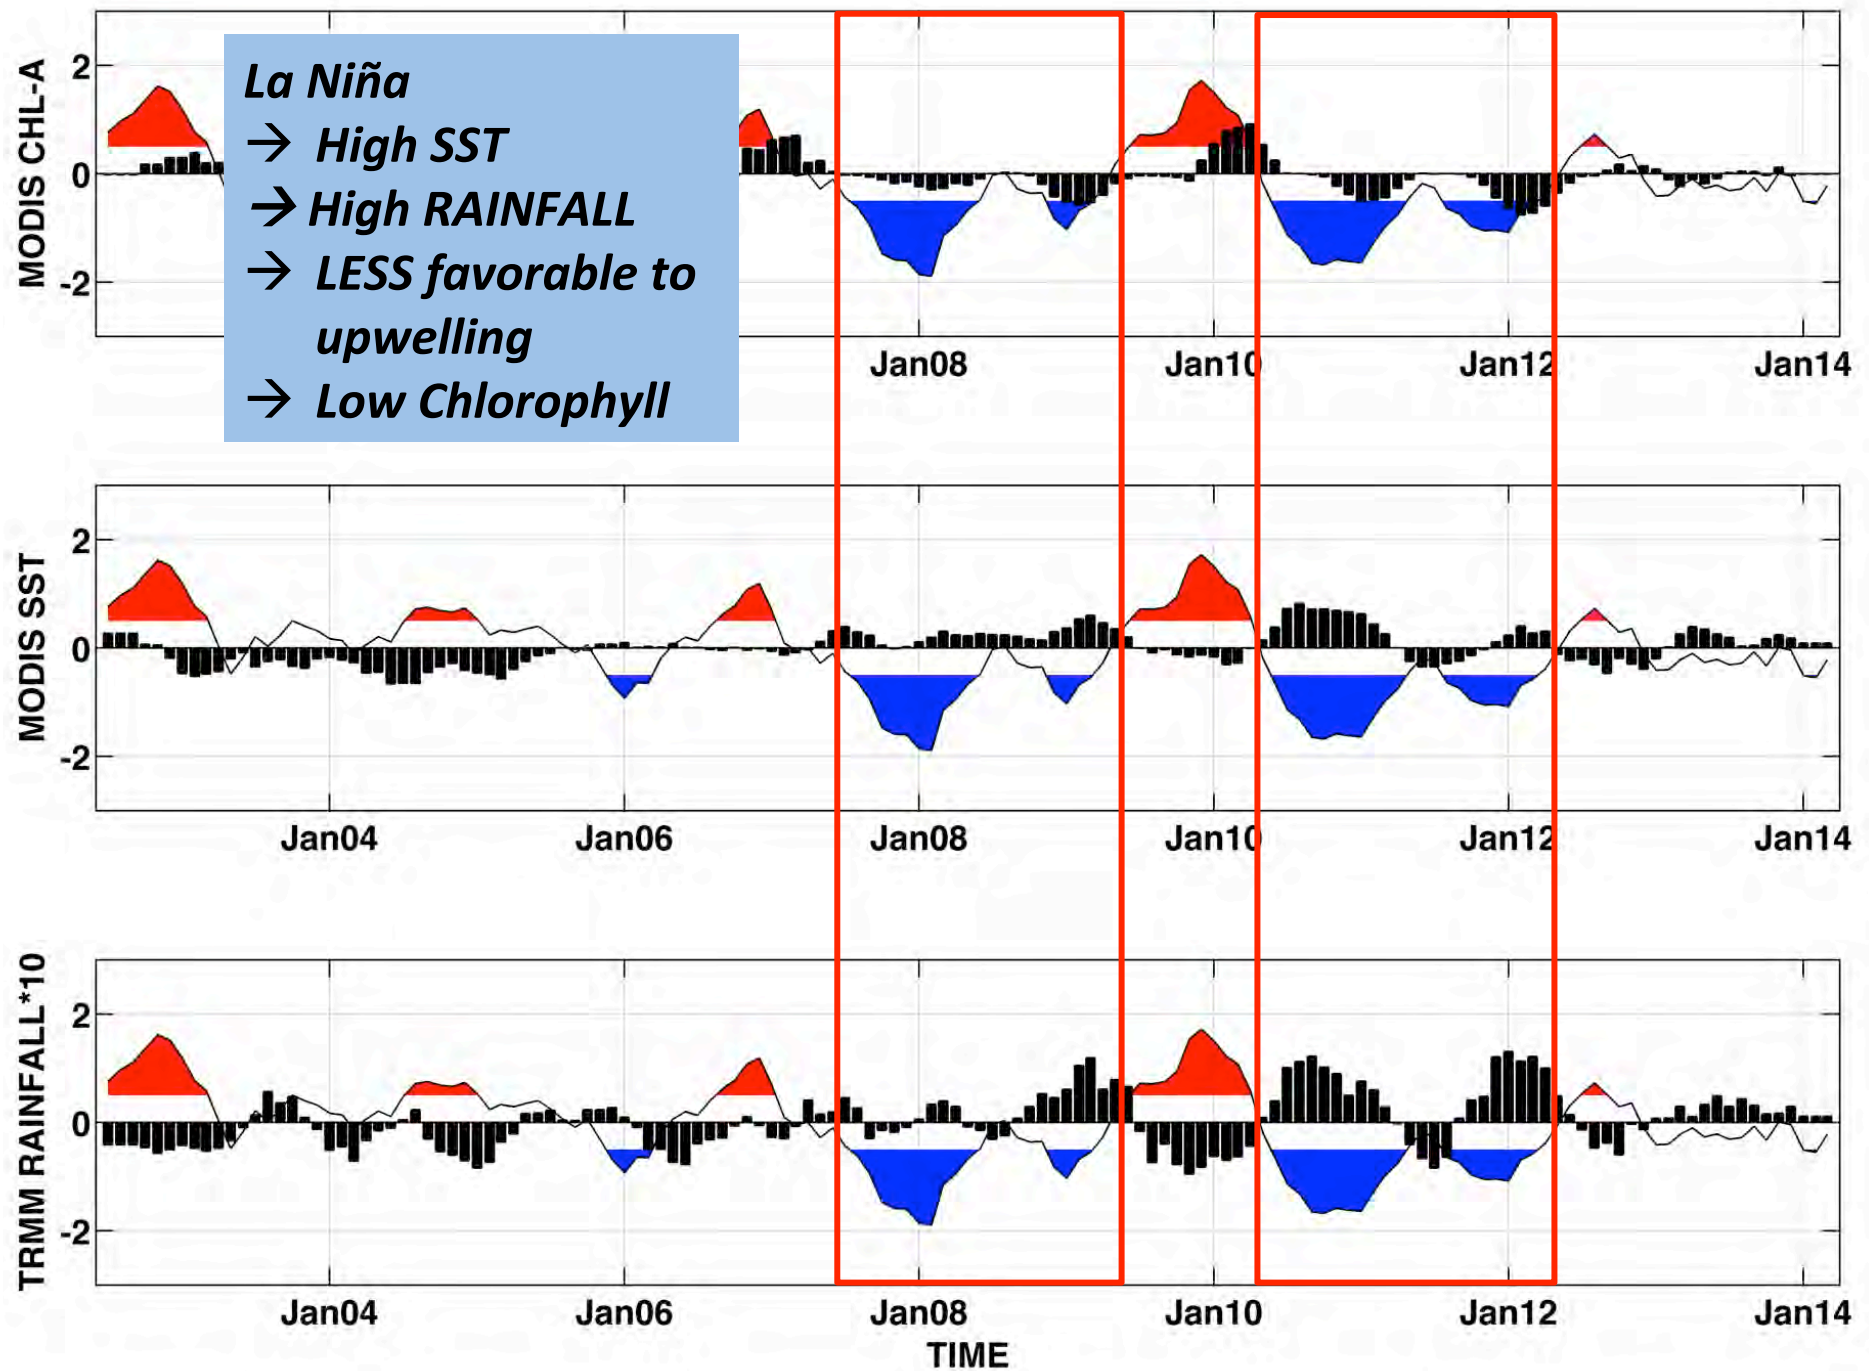 MODIS CHL-A
2
0
-2
La Niña
→ High SST
→ High RAINFALL
→ LESS favorable to
upwelling
→ Low Chlorophyll
Jan08 Jan10 Jan12 Jan14
MODIS SST
2
0
-2
Jan04 Jan06 Jan08 Jan10 Jan12 Jan14
TRMM RAINFALL*10
2
0
-2
Jan04 Jan06 Jan08 Jan10 Jan12 Jan14
TIME